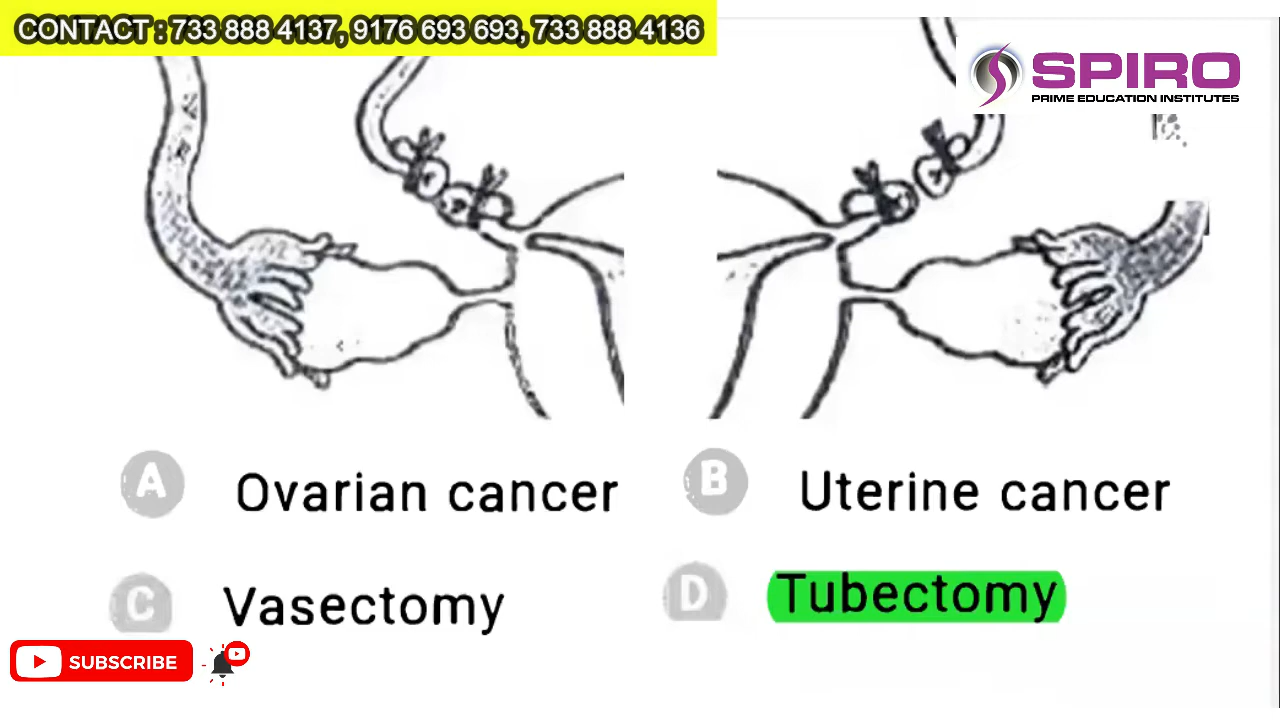 CONTACT : 733 888 4137, 9176 693 693, 733 888 4136
SPIRO
PRIME EDUCATION INSTITUTES
A Ovarian cancer
B Uterine cancer
C Vasectomy
D Tubectomy
SUBSCRIBE